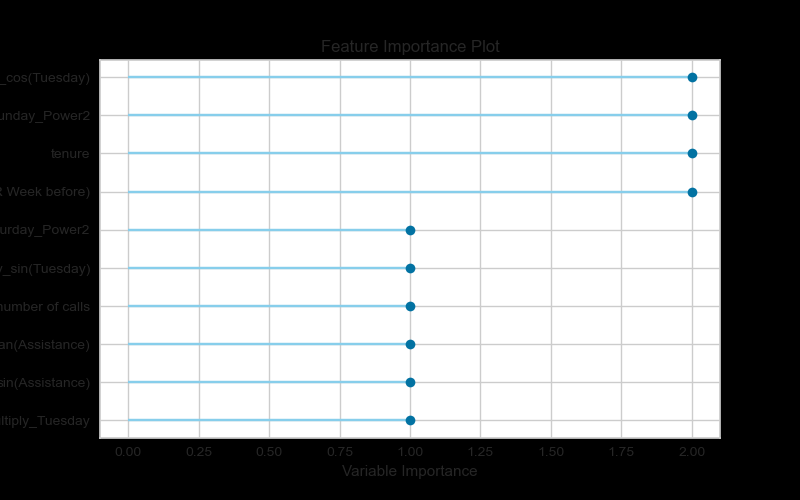 Feature Importance Plot
_cos(Tuesday)
unday_Power2
tenure
Week before)
urday_Power2
_sin(Tuesday)
number of calls
an(Assistance)
sin(Assistance)
ltiply_Tuesday
0.00 0.25 0.50 0.75 1.00 1.25 1.50 1.75 2.00
Variable Importance